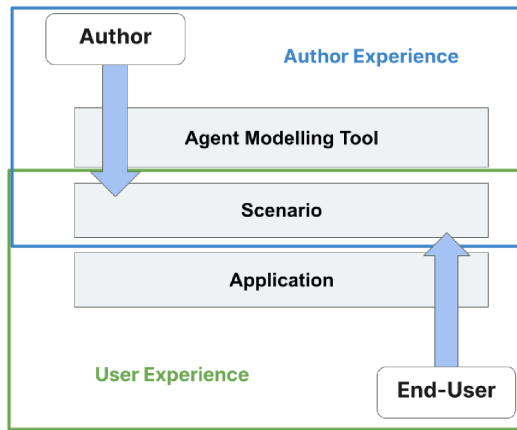 Author
Author Experience
Agent Modelling Tool
Scenario
Application
User Experience
End-User